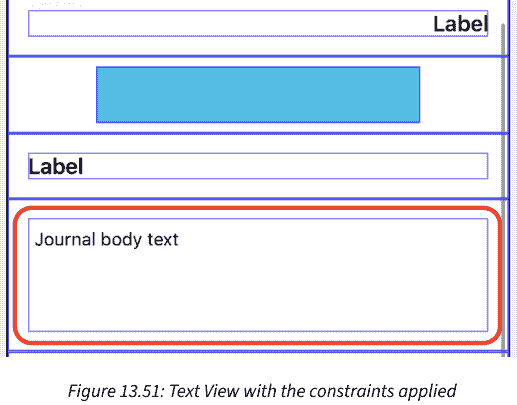 Label
Label
Journal body text
Figure 13.51: Text View with the constraints applied